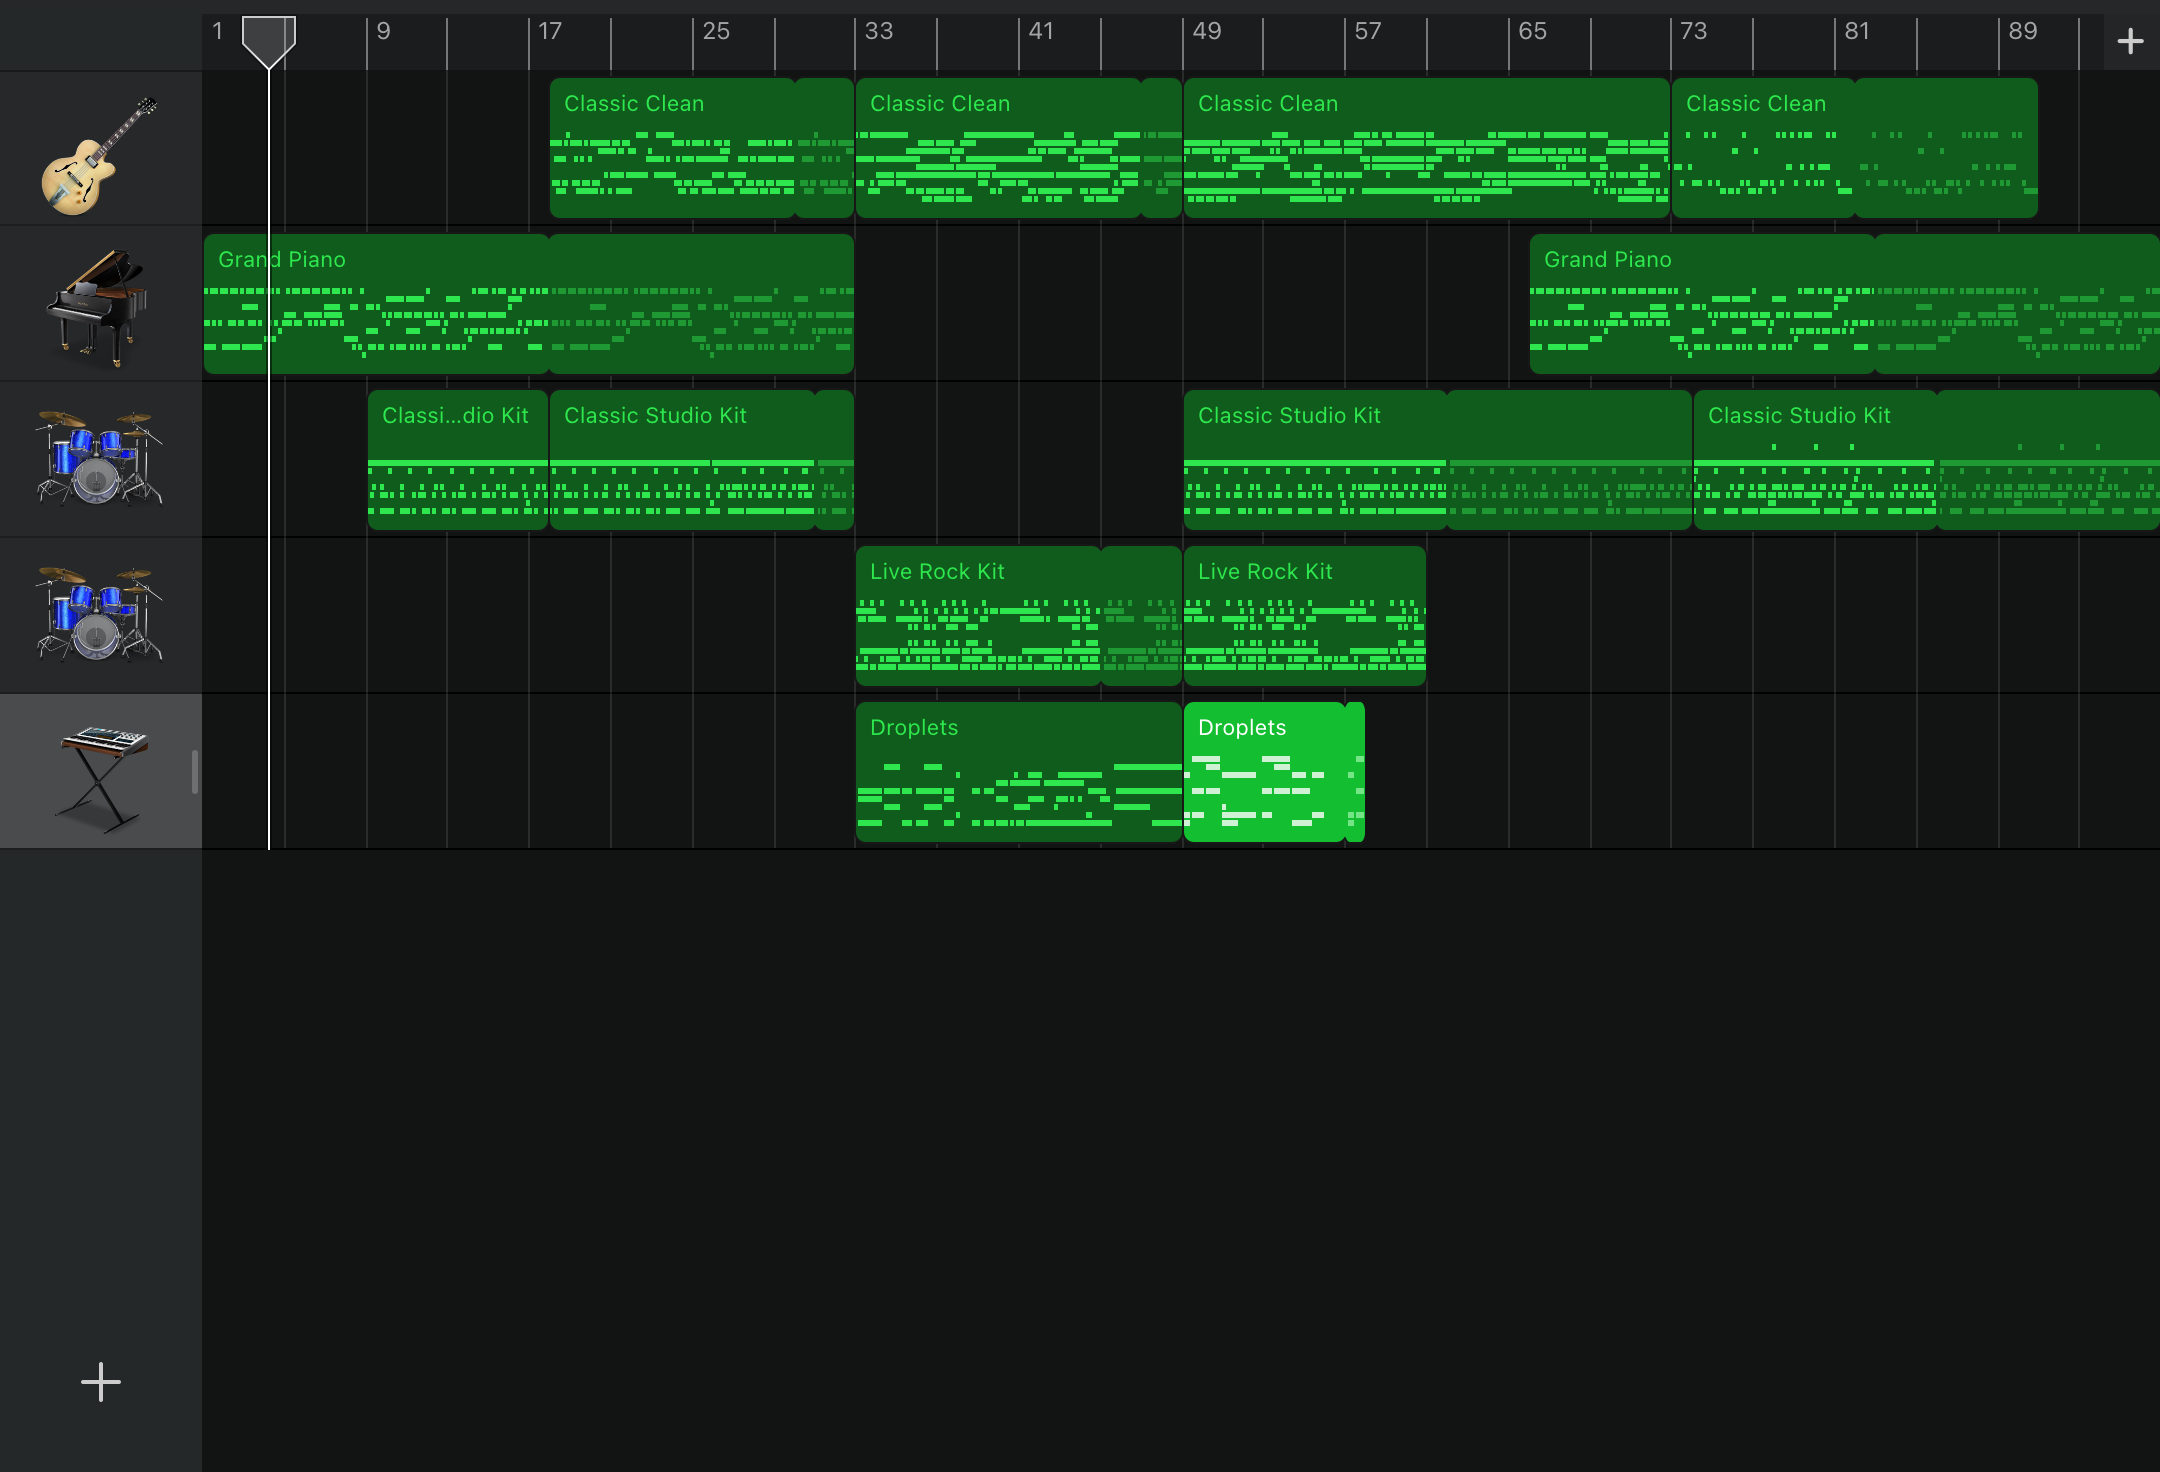 1 9 17 25 33 41 49 57 65 73 81 89
Classic Clean Classic Clean Classic Clean Classic Clean
Grand Piano Grand Piano
Classi...dio Kit Classic Studio Kit Classic Studio Kit Classic Studio Kit
Live Rock Kit Live Rock Kit
Droplets Droplets